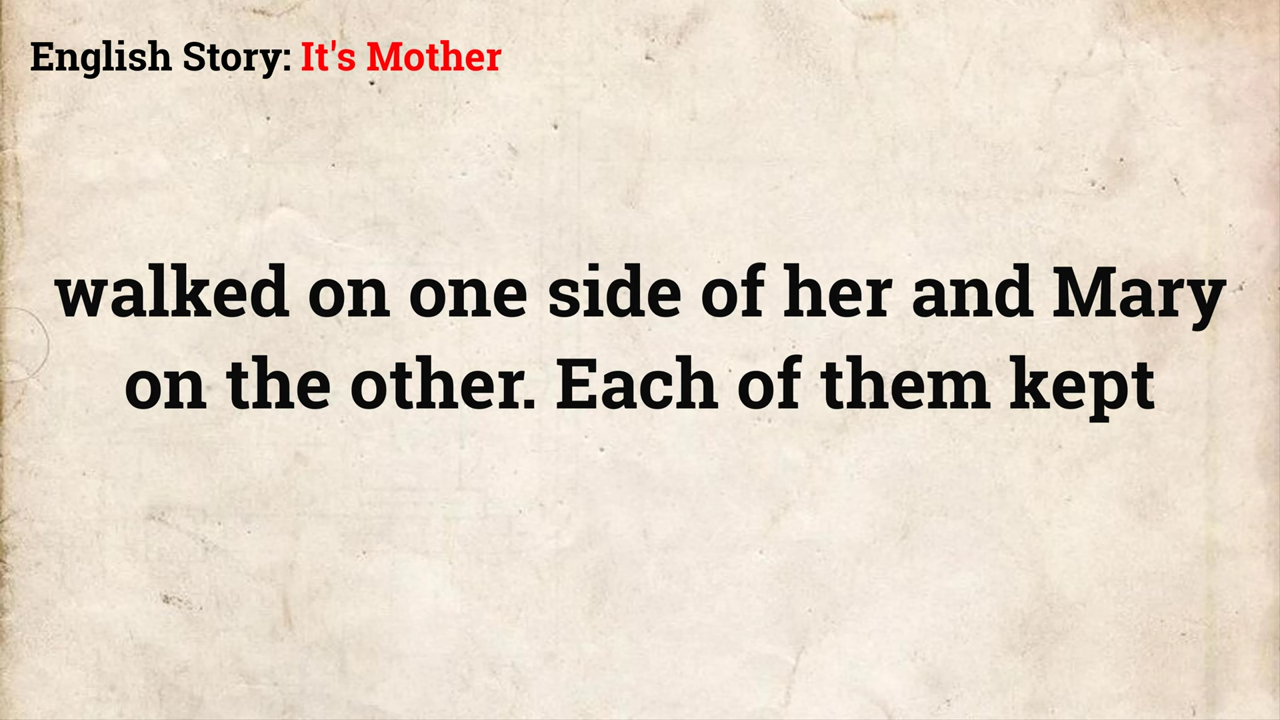 English Story: It's Mother
walked on one side of her and Mary
on the other. Each of them kept